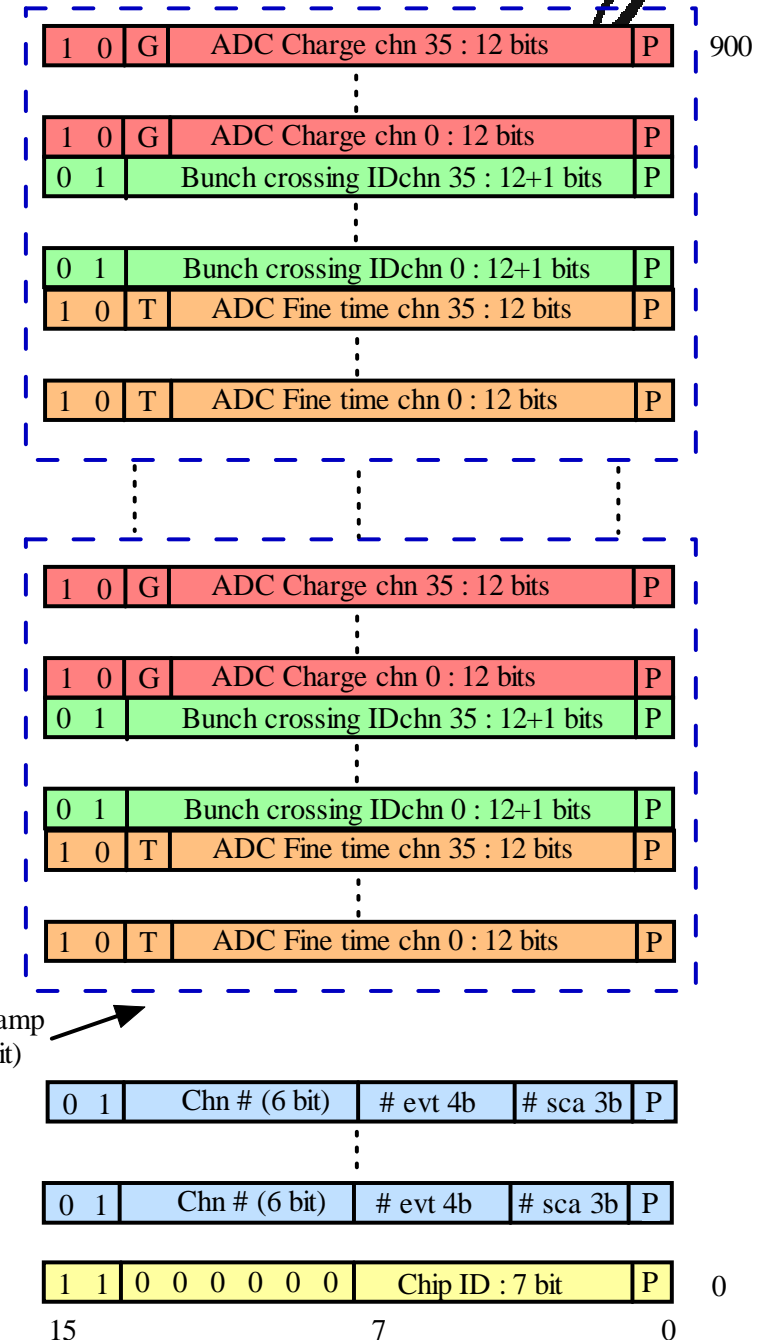 1 0 G ADC Charge chn 35 : 12 bits P 900
1 0 G ADC Charge chn 0 : 12 bits P
0 1 Bunch crossing IDchn 35 : 12+1 bits P
0 1 Bunch crossing IDchn 0 : 12+1 bits P
1 0 T ADC Fine time chn 35 : 12 bits P
1 0 T ADC Fine time chn 0 : 12 bits P
1 0 G ADC Charge chn 35 : 12 bits P
1 0 G ADC Charge chn 0 : 12 bits P
0 1 Bunch crossing IDchn 35 : 12+1 bits P
0 1 Bunch crossing IDchn 0 : 12+1 bits P
1 0 T ADC Fine time chn 35 : 12 bits P
1 0 T ADC Fine time chn 0 : 12 bits P
0 1 Chn # (6 bit) # evt 4b # sca 3b P
0 1 Chn # (6 bit) # evt 4b # sca 3b P
1 1 0 0 0 0 0 0 Chip ID : 7 bit P 0
15 7 0